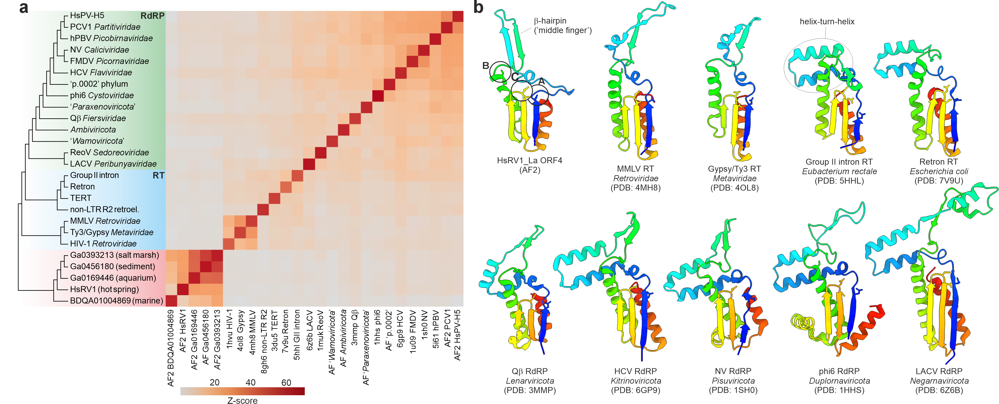 a
HsPV-H5
RdRP
PCV1 Partitiviridae
hPBV Picobirnaviridae
NV Caliciviridae
FMDV Picornaviridae
HCV Flaviviridae
‘p.0002’ phylum
phi6 Cystoviridae
‘Paraxenoviricota’
Qβ Fiersviridae
Ambiviricota
‘Wamoviricota’
ReoV Sedoreoviridae
LACV Peribunyaviridae
Group II intron
RT
Retron
TERT
non-LTR R2 retroel.
MMLV Retroviridae
Ty3/Gypsy Metaviridae
HIV-1 Retroviridae
Ga0393213 (salt marsh)
Ga0456180 (sediment)
Ga0169446 (aquarium)
HsRV1 (hot spring)
BDQA01004869 (marine)
AF2 BDQA01004869
AF2 HsRV1
AF2 Ga0169446
AF Ga0456180
AF2 Ga0393213
1hvu HIV-1
4ol8 Gypsy
4mh8 MMLV
8gh6 non-LTR R2
3du5 TERT
7v9u Retron
5hhl GII intron
6z6b LACV
1muk ReoV
AF ‘Wamoviricota’
AF Ambiviricota
3mmp Qβ
AF ‘Paraxenoviricota’
1hhs phi6
AF ‘p.0002’
6gp9 HCV
1u09 FMDV
1sh0 NV
5i61 hPBV
AF2 PCV1
AF2 HsPV-H5
20 40 60
Z-score
b
β-hairpin
(’middle finger’)
B
C
A
HsRV1_La ORF4
(AF2)
MMLV RT
Retroviridae
(PDB: 4MH8)
Gypsy/Ty3 RT
Metaviridae
(PDB: 4OL8)
helix-turn-helix
Group II intron RT
Eubacterium rectale
(PDB: 5HHL)
Retron RT
Escherichia coli
(PDB: 7V9U)
Qβ RdRP
Lenarviricota
(PDB: 3MMP)
HCV RdRP
Kitrinoviricota
(PDB: 6GP9)
NV RdRP
Pisuviricota
(PDB: 1SH0)
phi6 RdRP
Duplornaviricota
(PDB: 1HHS)
LACV RdRP
Negarnaviricota
(PDB: 6Z6B)